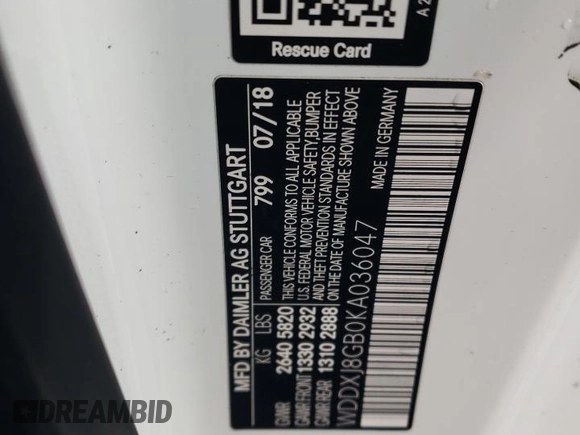 Rescue Card
A 2
MFD BY DAIMLER AG STUTTGART
KG LBS PASSENGER CAR 799 07/18
GVWR 2640 5820 THIS VEHICLE CONFORMS TO ALL APPLICABLE
GAWR-FRONT 1330 2932 U.S. FEDERAL MOTOR VEHICLE SAFETY,BUMPER
GAWR-REAR 1310 2888 AND THEFT PREVENTION STANDARDS IN EFFECT
ON THE DATE OF MANUFACTURE SHOWN ABOVE
WDDXJ8GB0KA036047 MADE IN GERMANY